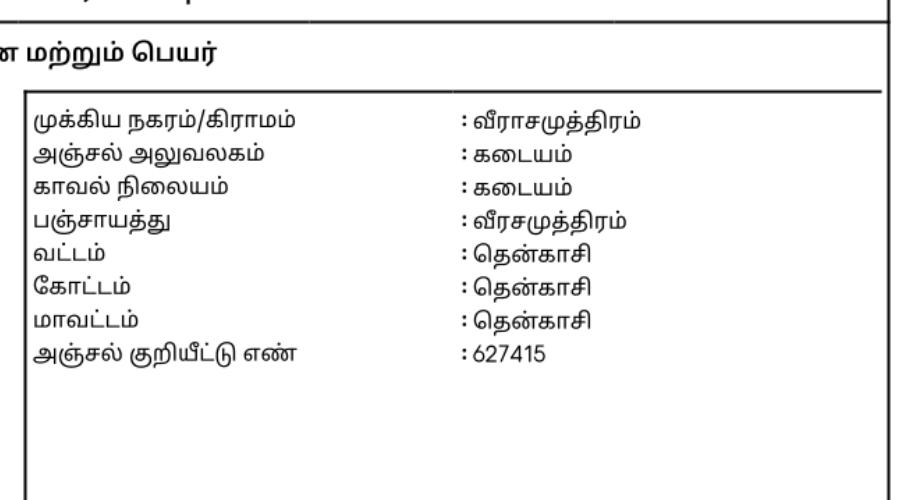 மற்றும் பெயர்
முக்கிய நகரம்/கிராமம் : வீராசமுத்திரம்
அஞ்சல் அலுவலகம் : கடையம்
காவல் நிலையம் : கடையம்
பஞ்சாயத்து : வீரசமுத்திரம்
வட்டம் : தென்காசி
கோட்டம் : தென்காசி
மாவட்டம் : தென்காசி
அஞ்சல் குறியீட்டு எண் : 627415